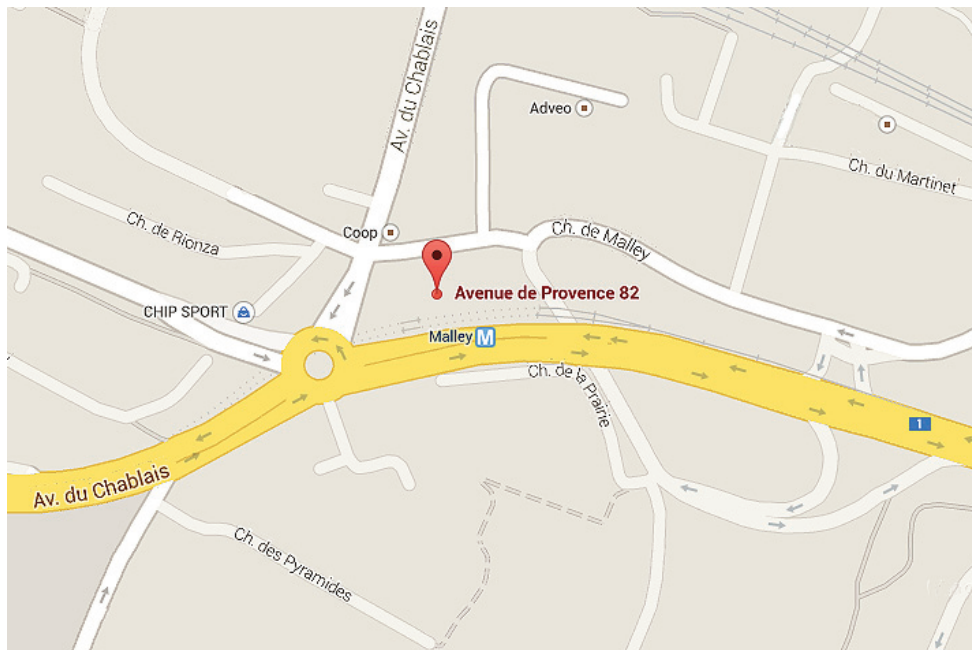 Av. du Chablais
Adveo
Ch. du Martinet
Ch. de Rionza
Coop
Ch. de Malley
Avenue de Provence 82
CHIP SPORT
Malley M
Ch. de la Prairie
1
Av. du Chablais
Ch. des Pyramides